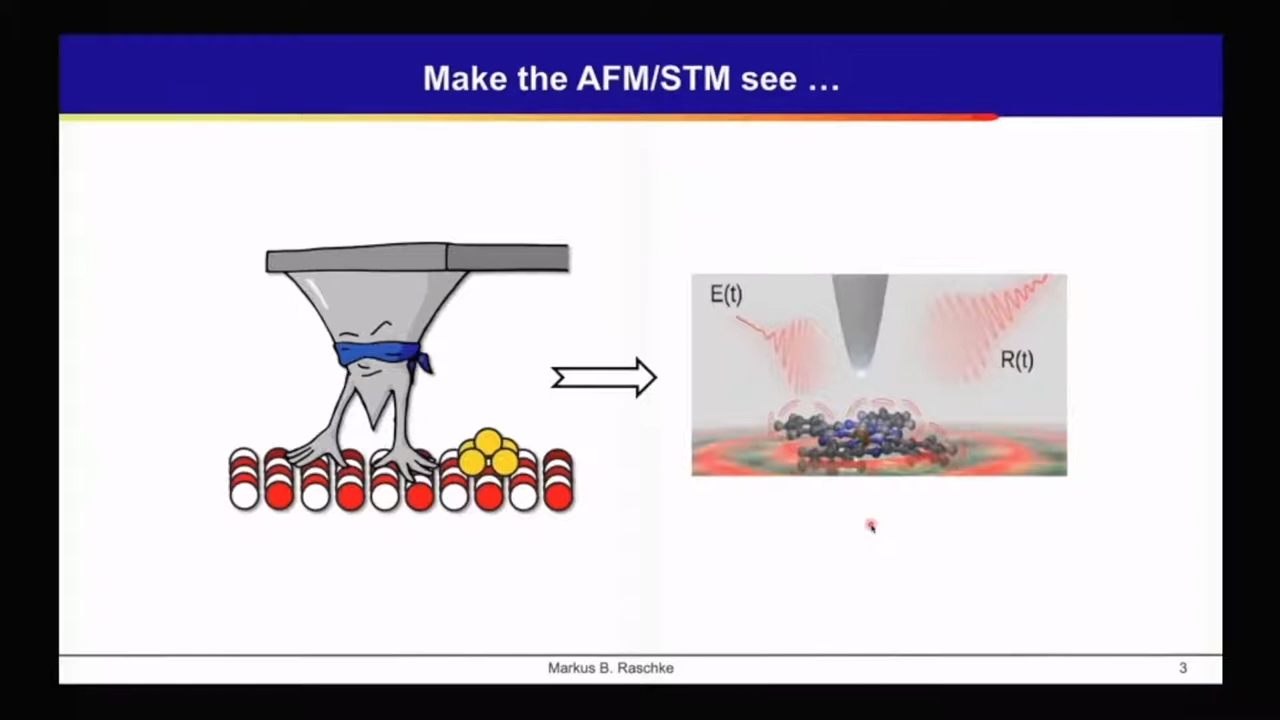 Make the AFM/STM see …
E(t)
R(t)
Markus B. Raschke
3